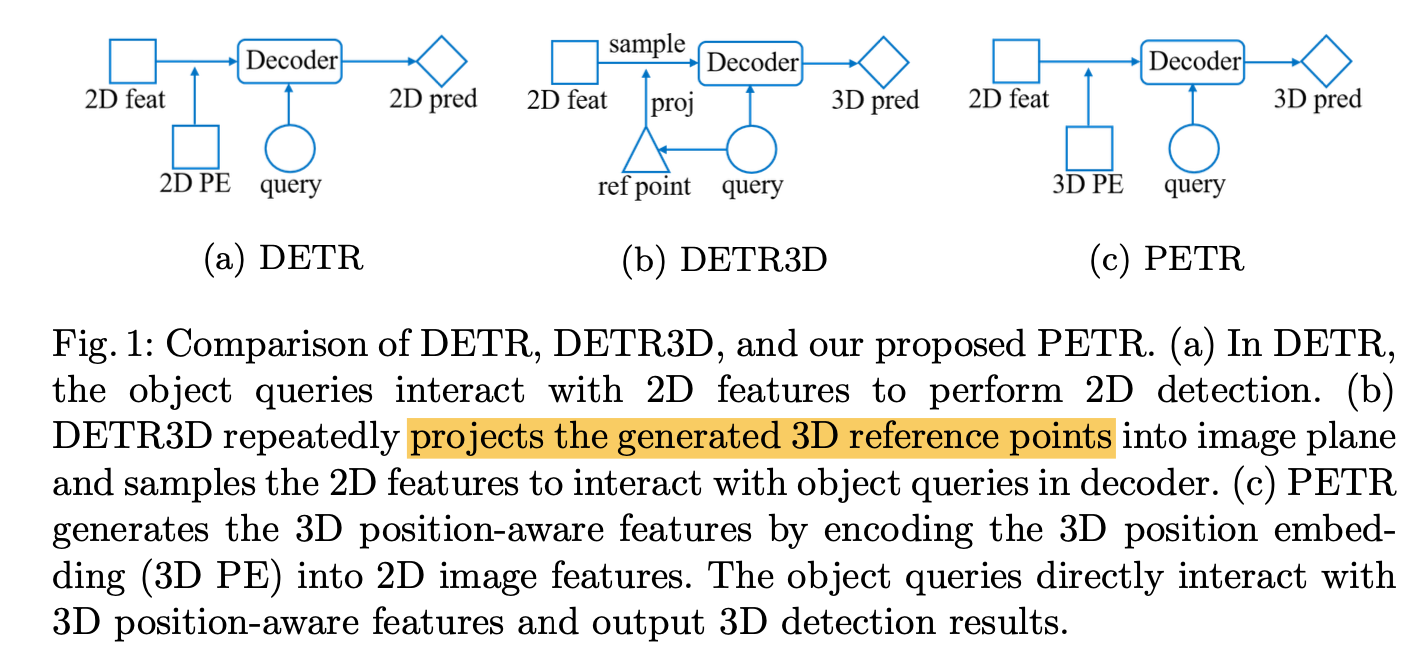 sample
Decoder
Decoder
Decoder
2D feat
2D pred
2D feat
proj
3D pred
2D feat
3D pred
2D PE
query
ref point
query
3D PE
query
(a) DETR
(b) DETR3D
(c) PETR
Fig. 1: Comparison of DETR, DETR3D, and our proposed PETR. (a) In DETR,
the object queries interact with 2D features to perform 2D detection. (b)
DETR3D repeatedly projects the generated 3D reference points into image plane
and samples the 2D features to interact with object queries in decoder. (c) PETR
generates the 3D position-aware features by encoding the 3D position embed-
ding (3D PE) into 2D image features. The object queries directly interact with
3D position-aware features and output 3D detection results.